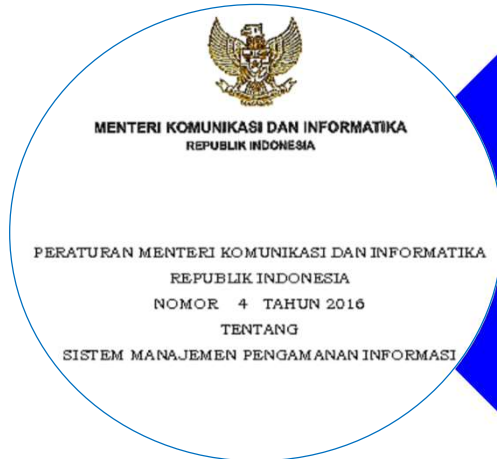 MENTERI KOMUNIKASI DAN INFORMATIKA
REPUBLIK INDONESIA
PERATURAN MENTERI KOMUNIKASI DAN INFORMATIKA
REPUBLIK INDONESIA
NOMOR 4 TAHUN 2016
TENTANG
SISTEM MANAJEMEN PENGAMANAN INFORMASI